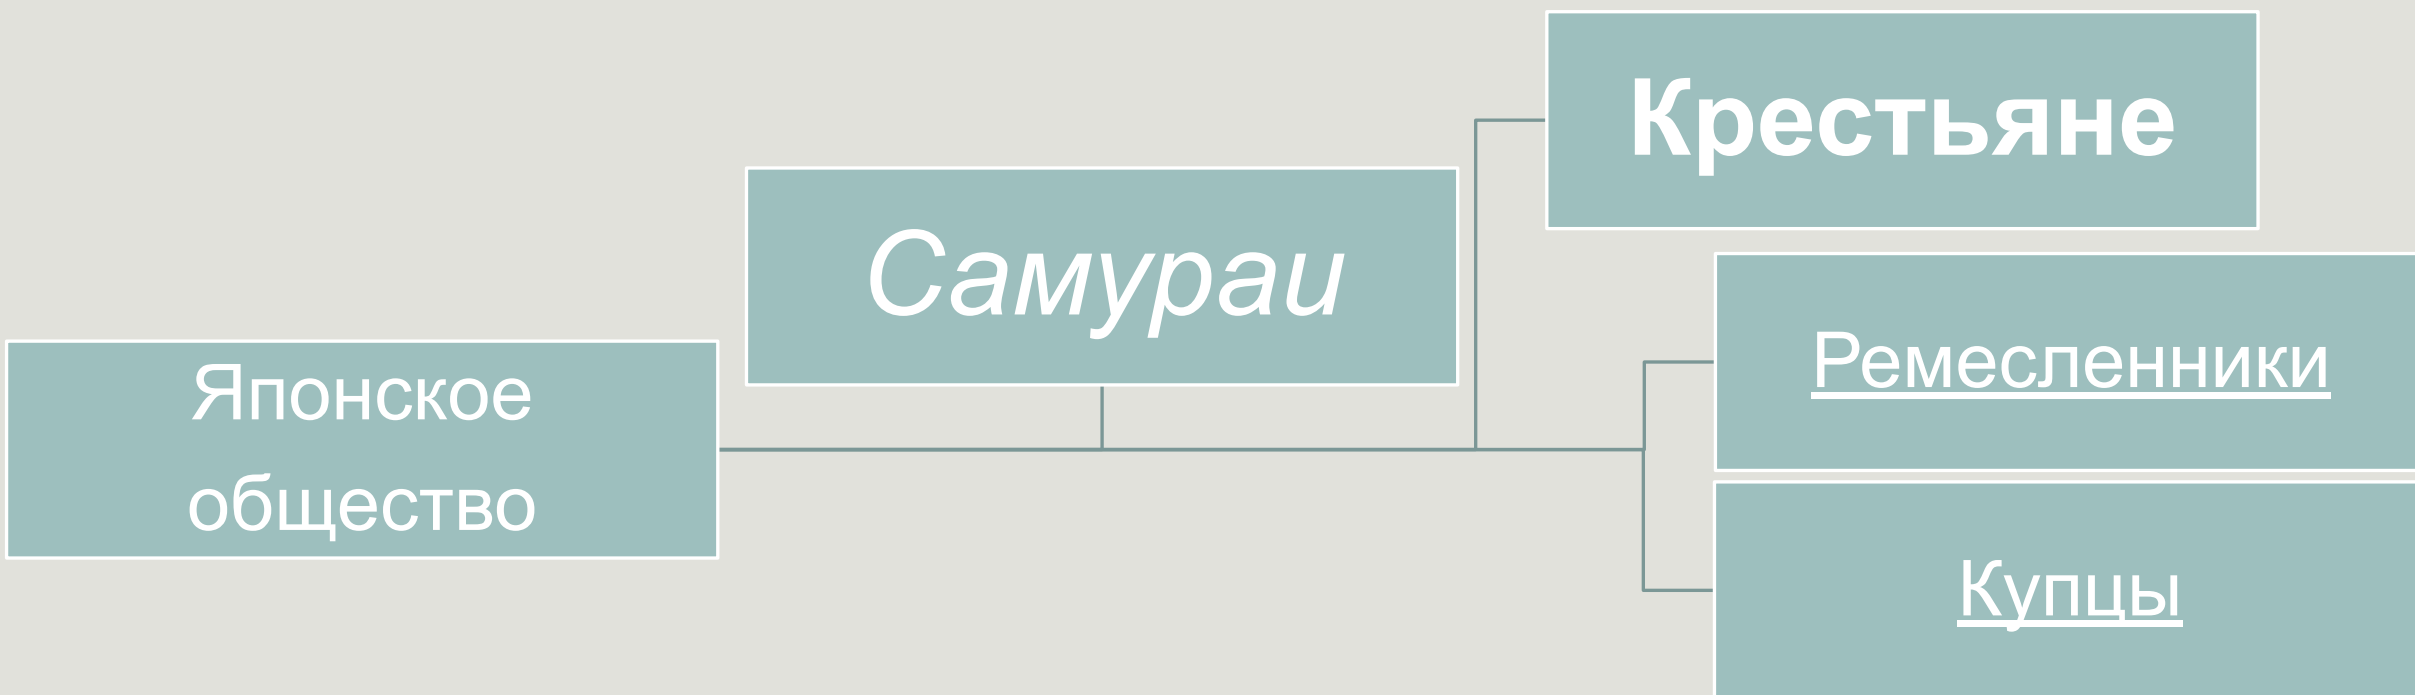 Японское
общество
Самураи
Крестьяне
Ремесленники
Купцы